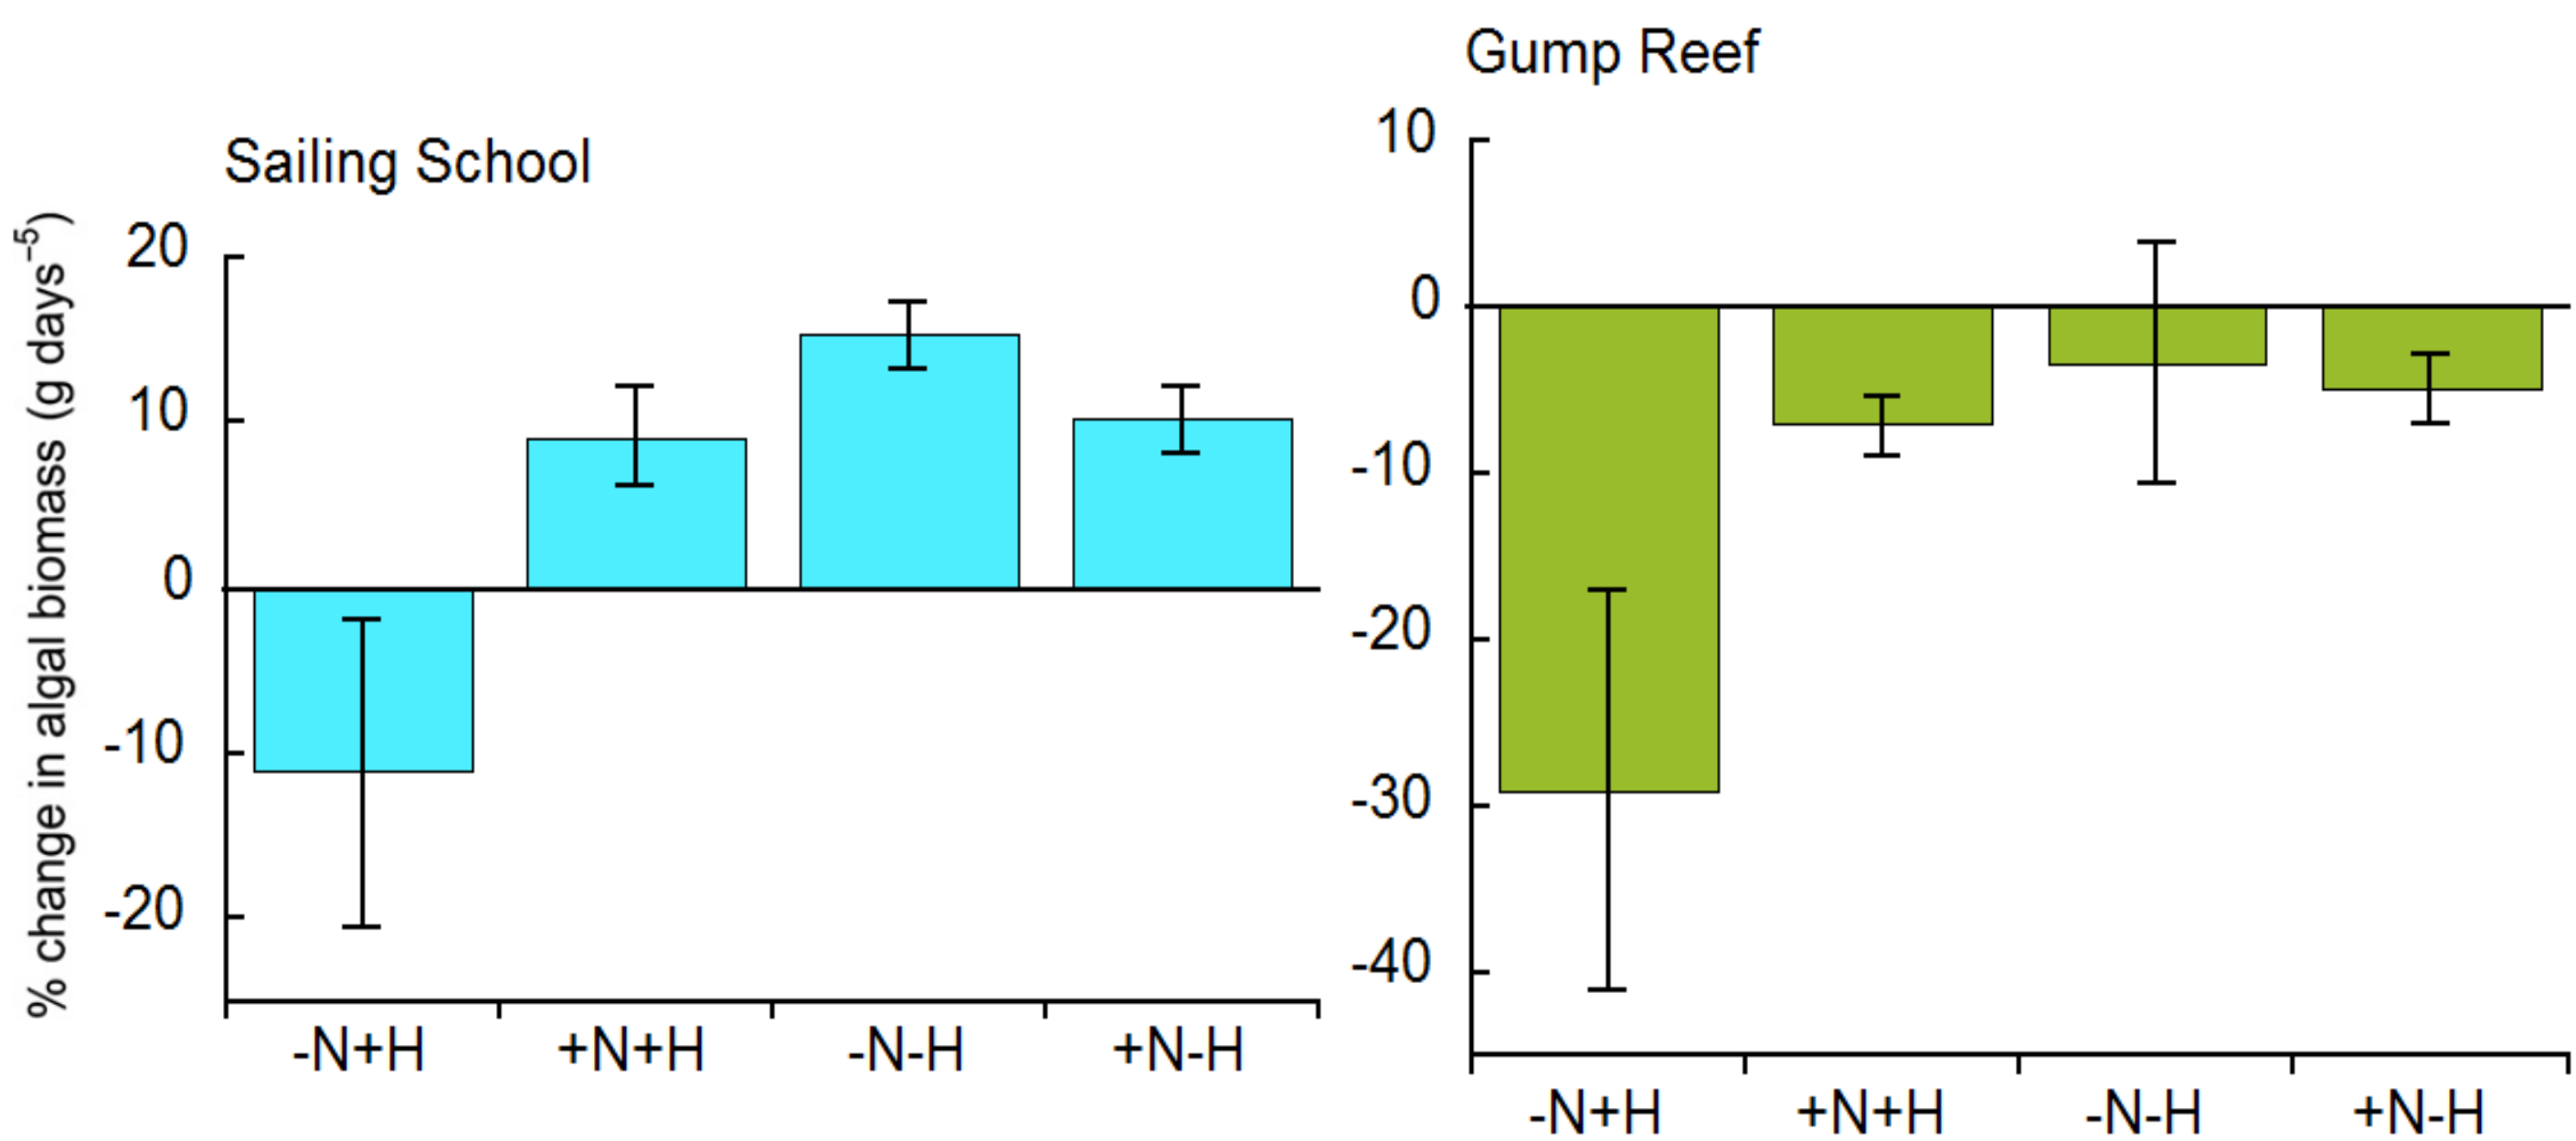 Sailing School
% change in algal biomass (g days⁻⁵)
20
10
0
-10
-20
-N+H +N+H -N-H +N-H
Gump Reef
10
0
-10
-20
-30
-40
-N+H +N+H -N-H +N-H